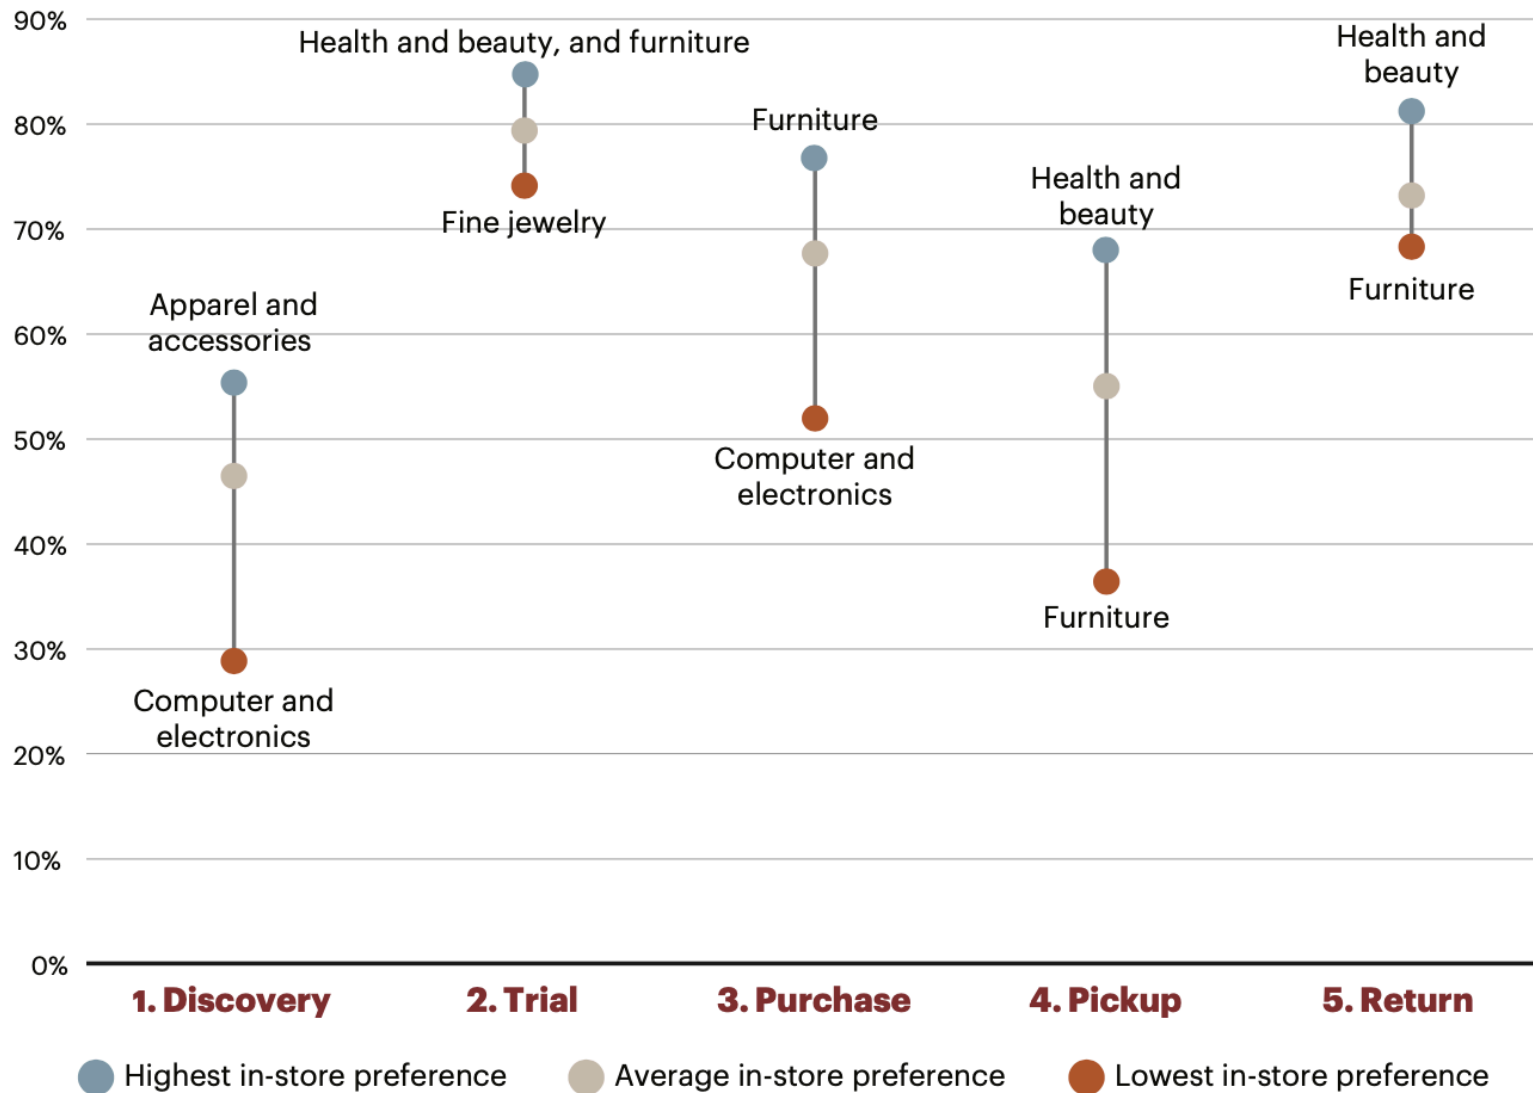 90%
80%
70%
60%
50%
40%
30%
20%
10%
0%
Apparel and
accessories
Computer and
electronics
Health and beauty, and furniture
Fine jewelry
Furniture
Computer and
electronics
Health and
beauty
Furniture
Health and
beauty
Furniture
1. Discovery
2. Trial
3. Purchase
4. Pickup
5. Return
Highest in-store preference
Average in-store preference
Lowest in-store preference